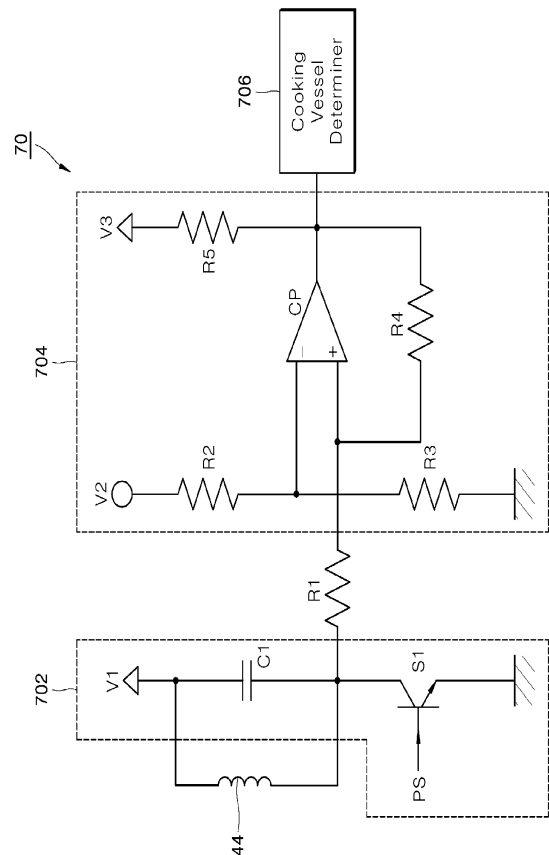 70
702
704
706
V1
C1
44
PS
S1
R1
V2
R2
R3
V3
R5
CP
−
+
R4
Cooking
Vessel
Determiner